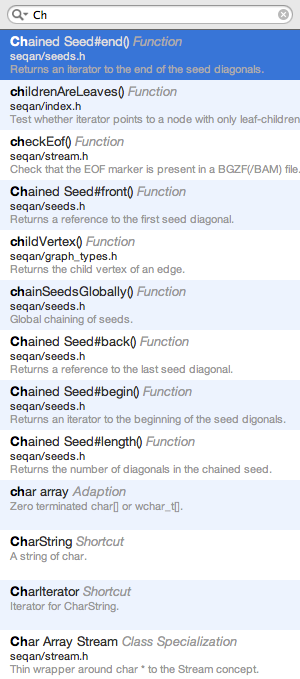 Ch
Chained Seed#end() Function
seqan/seeds.h
Returns an iterator to the end of the seed diagonals.
childrenAreLeaves() Function
seqan/index.h
Test whether iterator points to a node with only leaf-children
checkEof() Function
seqan/stream.h
Check that the EOF marker is present in a BGZF(/BAM) file.
Chained Seed#front() Function
seqan/seeds.h
Returns a reference to the first seed diagonal.
childVertex() Function
seqan/graph_types.h
Returns the child vertex of an edge.
chainSeedsGlobally() Function
seqan/seeds.h
Global chaining of seeds.
Chained Seed#back() Function
seqan/seeds.h
Returns a reference to the last seed diagonal.
Chained Seed#begin() Function
seqan/seeds.h
Returns an iterator to the beginning of the seed digonals.
Chained Seed#length() Function
seqan/seeds.h
Returns the number of diagonals in the chained seed.
char array Adaption
Zero terminated char[] or wchar_t[].
CharString Shortcut
A string of char.
CharIterator Shortcut
Iterator for CharString.
Char Array Stream Class Specialization
seqan/stream.h
Thin wrapper around char * to the Stream concept.